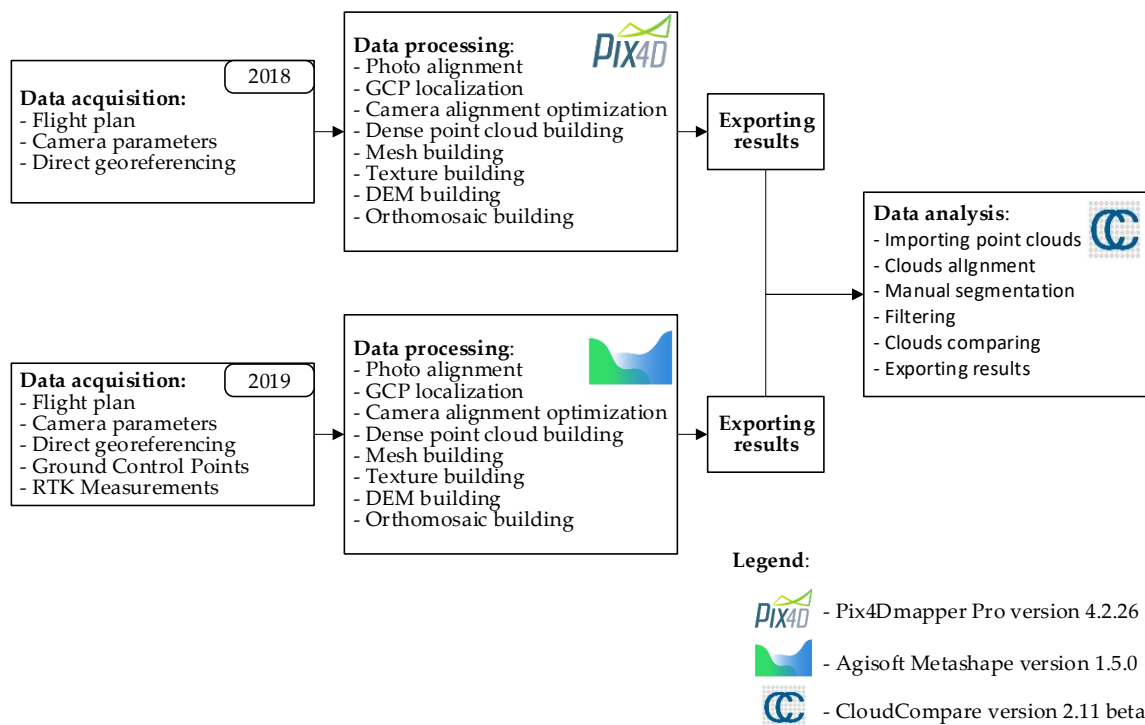 2018
Data acquisition:
- Flight plan
- Camera parameters
- Direct georeferencing
Data processing:
- Photo alignment
- GCP localization
- Camera alignment optimization
- Dense point cloud building
- Mesh building
- Texture building
- DEM building
- Orthomosaic building
PIX4D
Exporting
results
2019
Data acquisition:
- Flight plan
- Camera parameters
- Direct georeferencing
- Ground Control Points
- RTK Measurements
Data processing:
- Photo alignment
- GCP localization
- Camera alignment optimization
- Dense point cloud building
- Mesh building
- Texture building
- DEM building
- Orthomosaic building
Exporting
results
Data analysis:
- Importing point clouds
- Clouds alIgnment
- Manual segmentation
- Filtering
- Clouds comparing
- Exporting results
CC
Legend:
PIX4D - Pix4Dmapper Pro version 4.2.26
- Agisoft Metashape version 1.5.0
CC - CloudCompare version 2.11 beta